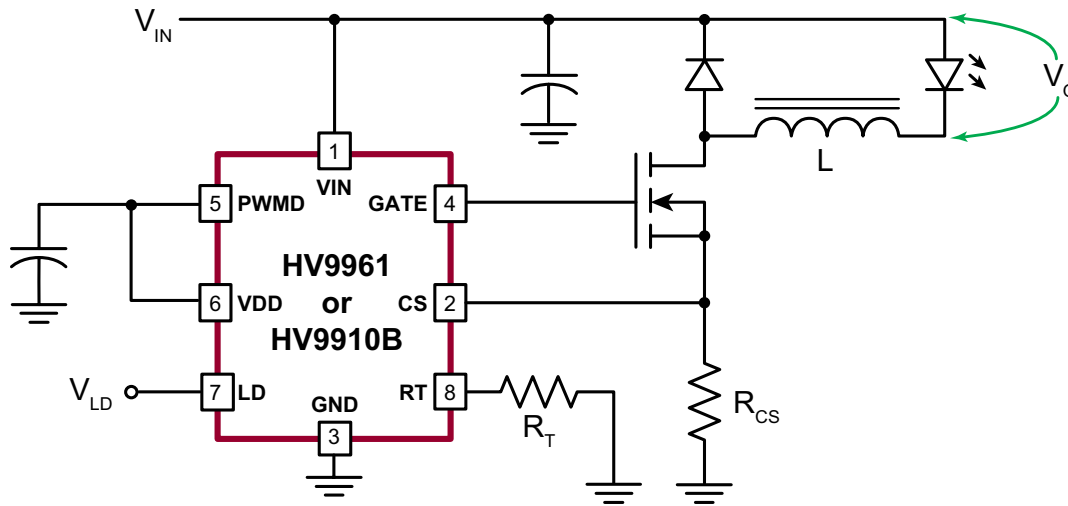 VIN
VO
1
VIN
L
5 PWMD
GATE 4
HV9961
or
HV9910B
6 VDD
CS 2
VLD
7 LD
RT 8
GND
3
RT
RCS